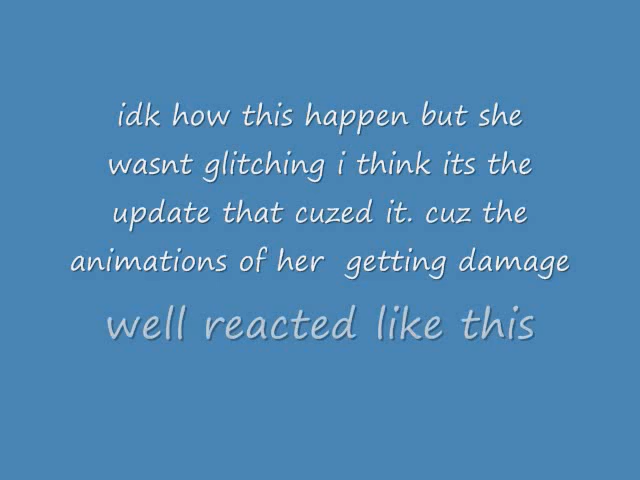 idk how this happen but she
wasnt glitching i think its the
update that cuzed it. cuz the
animations of her  getting damage
well reacted like this